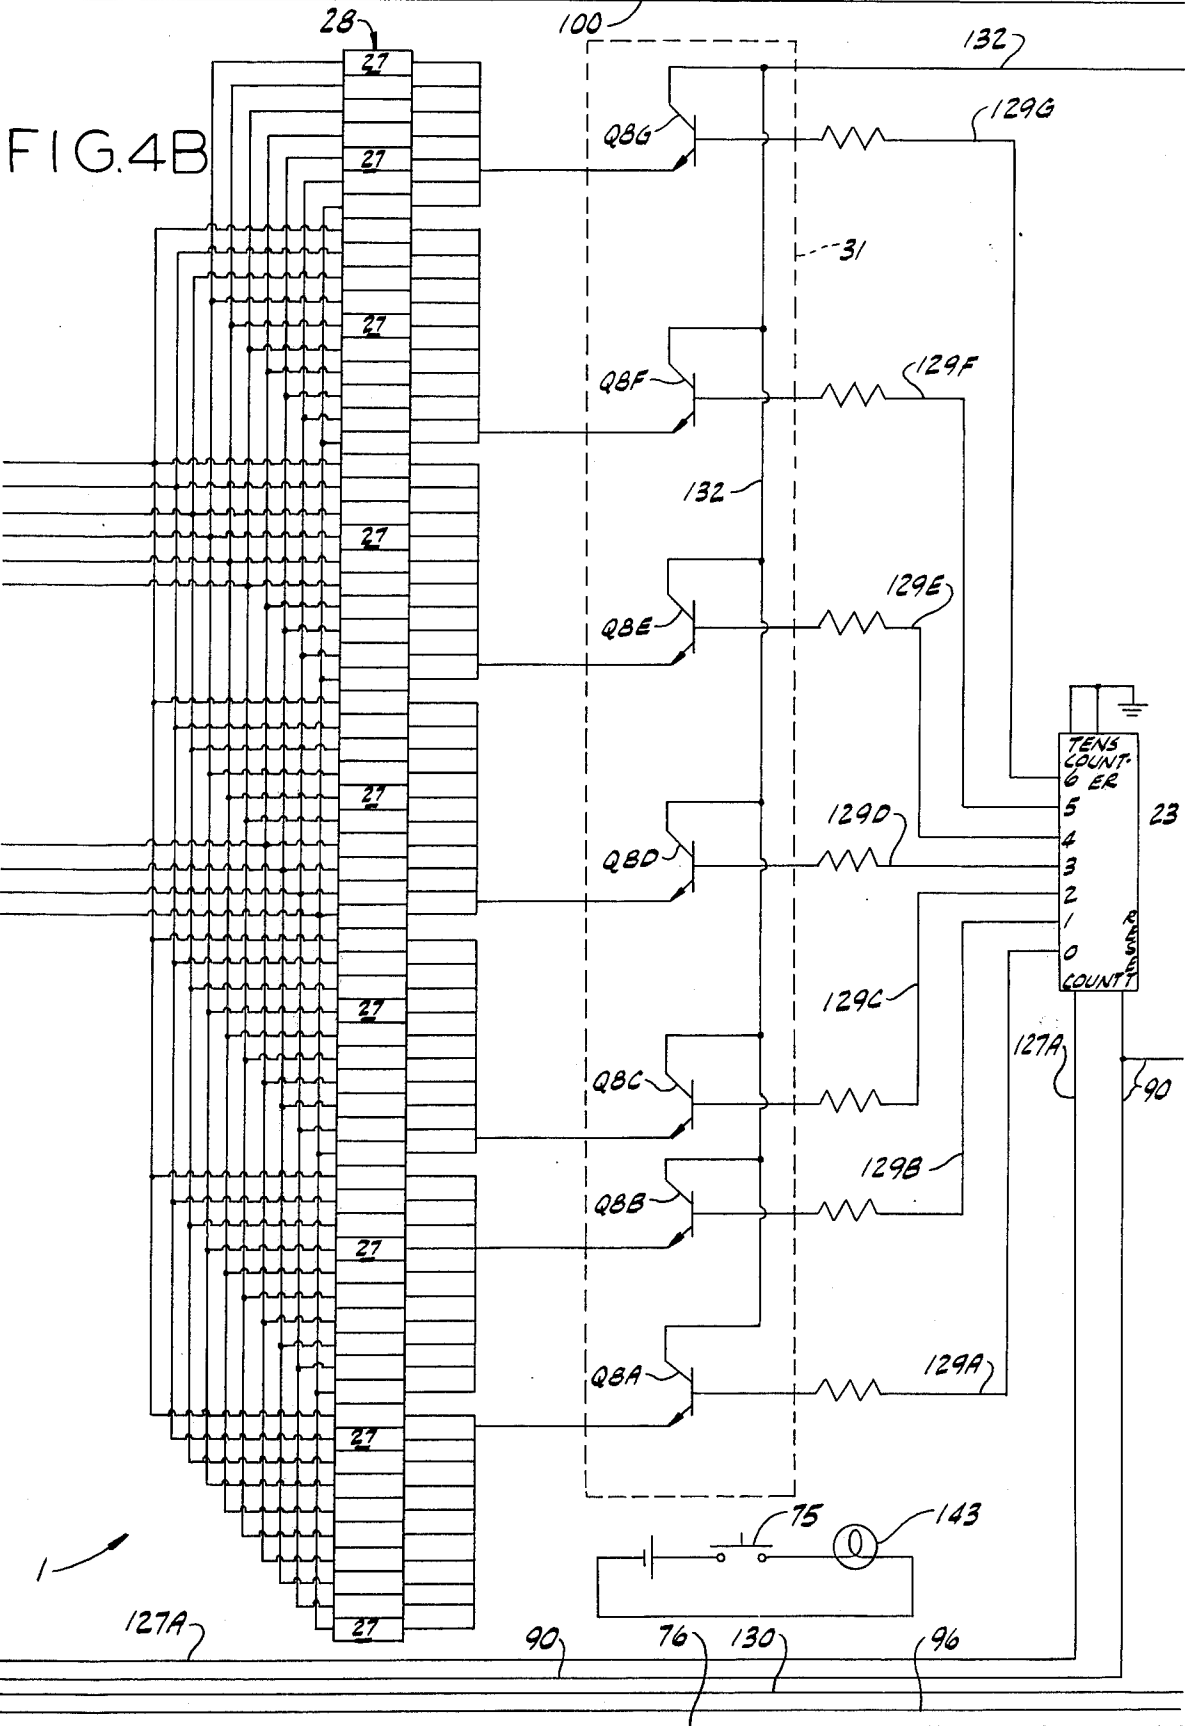 28
100
132
27
129G
Q8G
FIG.4B
27
31
27
Q8F
129F
132
27
129E
Q8E
TENS
COUNT-
6 ER
27
5
23
129D
4
Q8D
3
2
1
0
RESET
COUNT
129C
27
127A
Q8C
90
129B
Q8B
27
129A
Q8A
27
75
143
1
127A
27
90
76
130
96